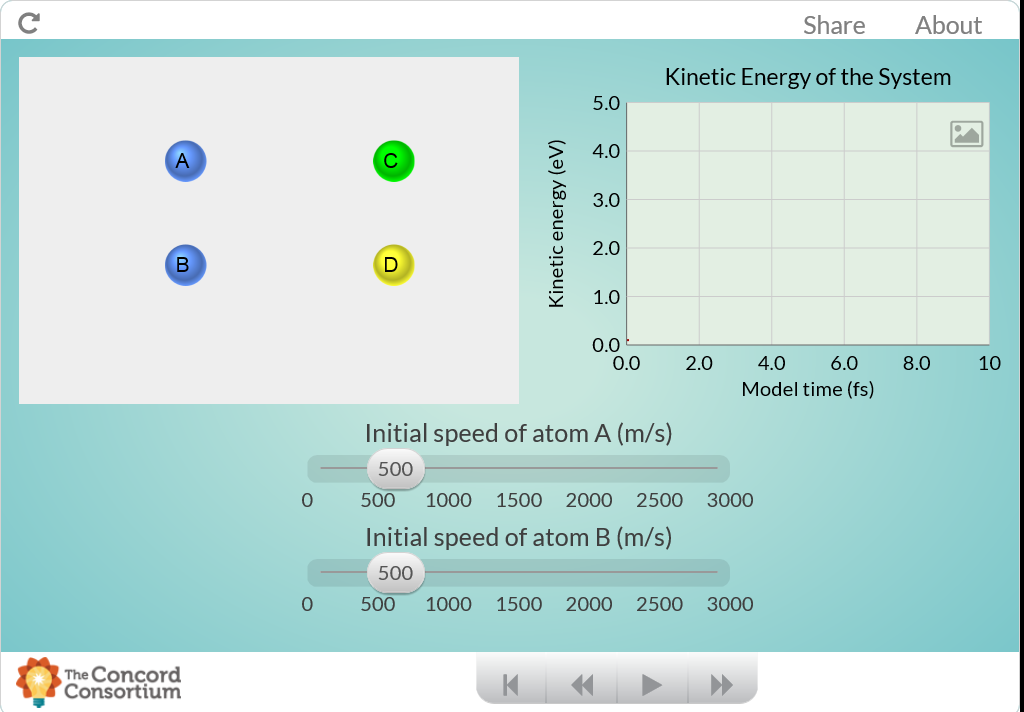 Share About
Kinetic Energy of the System
A
C
B
D
Kinetic energy (eV)
5.0
4.0
3.0
2.0
1.0
0.0
0.0 2.0 4.0 6.0 8.0 10
Model time (fs)
Initial speed of atom A (m/s)
500
0 500 1000 1500 2000 2500 3000
Initial speed of atom B (m/s)
500
0 500 1000 1500 2000 2500 3000
The Concord
Consortium